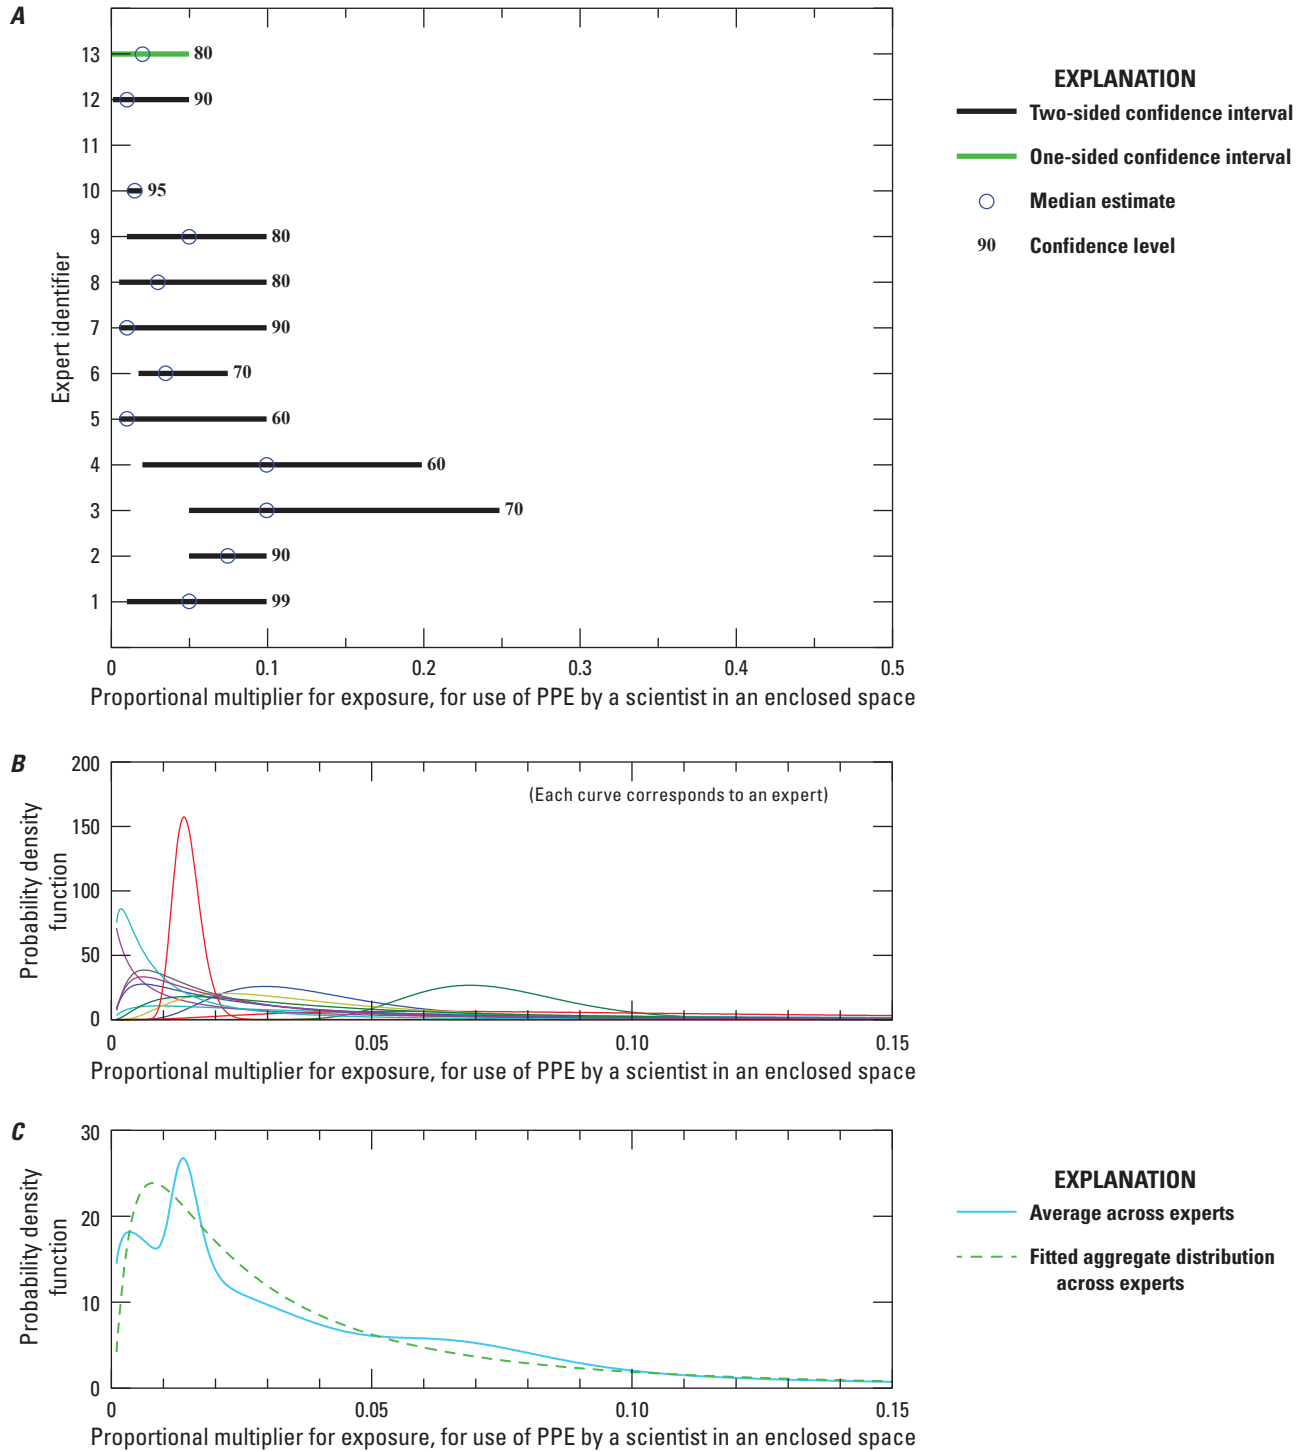 A
13
12
11
10
9
8
7
6
5
4
3
2
1
Expert identifier
80
90
95
80
80
90
70
60
60
70
90
99
0
0.1
0.2
0.3
0.4
0.5
Proportional multiplier for exposure, for use of PPE by a scientist in an enclosed space
EXPLANATION
Two-sided confidence interval
One-sided confidence interval
Median estimate
90 Confidence level
B
200
150
100
50
0
Probability density
function
(Each curve corresponds to an expert)
0
0.05
0.10
0.15
Proportional multiplier for exposure, for use of PPE by a scientist in an enclosed space
C
30
20
10
0
Probability density
function
0
0.05
0.10
0.15
Proportional multiplier for exposure, for use of PPE by a scientist in an enclosed space
EXPLANATION
Average across experts
Fitted aggregate distribution
across experts